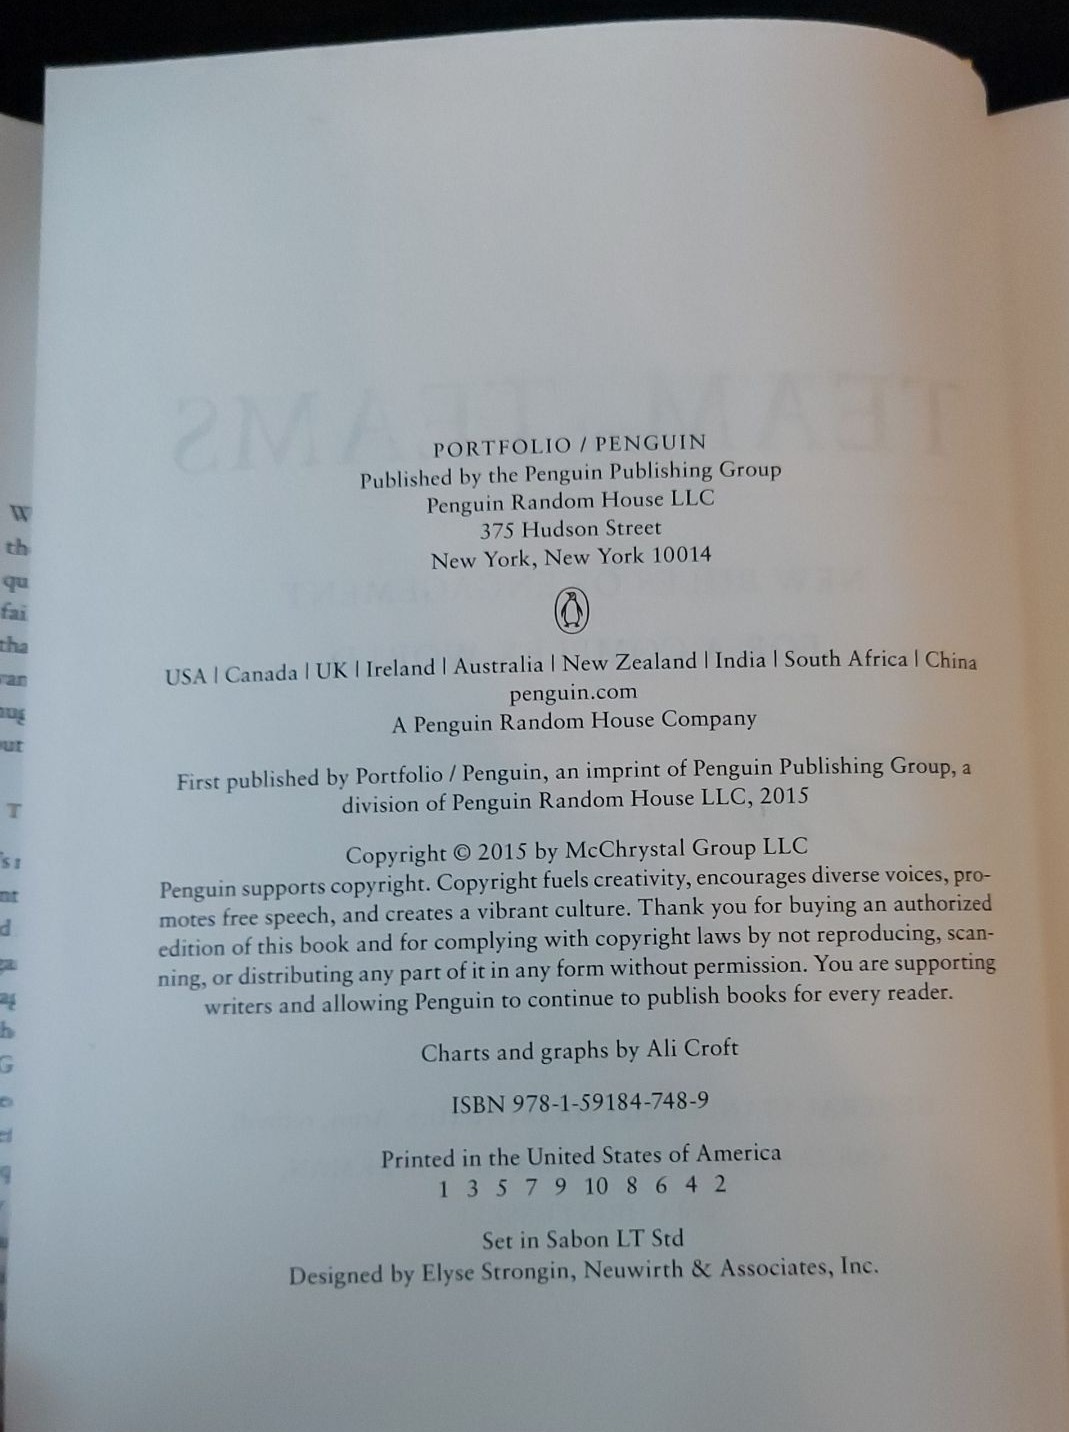 PORTFOLIO / PENGUIN
Published by the Penguin Publishing Group
Penguin Random House LLC
375 Hudson Street
New York, New York 10014
USA | Canada | UK | Ireland | Australia | New Zealand | India | South Africa | China
penguin.com
A Penguin Random House Company
First published by Portfolio / Penguin, an imprint of Penguin Publishing Group, a
division of Penguin Random House LLC, 2015
Copyright © 2015 by McChrystal Group LLC
Penguin supports copyright. Copyright fuels creativity, encourages diverse voices, pro-
motes free speech, and creates a vibrant culture. Thank you for buying an authorized
edition of this book and for complying with copyright laws by not reproducing, scan-
ning, or distributing any part of it in any form without permission. You are supporting
writers and allowing Penguin to continue to publish books for every reader.
Charts and graphs by Ali Croft
ISBN 978-1-59184-748-9
Printed in the United States of America
1 3 5 7 9 10 8 6 4 2
Set in Sabon LT Std
Designed by Elyse Strongin, Neuwirth & Associates, Inc.